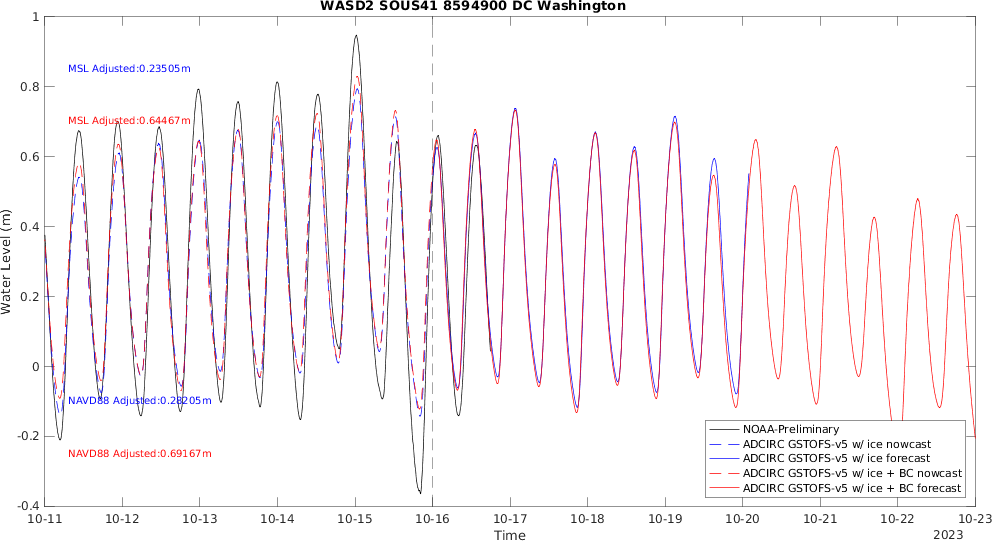 WASD2 SOUS41 8594900 DC Washington
1
0.8
0.6
0.4
0.2
0
-0.2
-0.4
Water Level (m)
MSL Adjusted:0.23505m
MSL Adjusted:0.64467m
NAVD88 Adjusted:0.28205m
NAVD88 Adjusted:0.69167m
NOAA-Preliminary
ADCIRC GSTOFS-v5 w/ ice nowcast
ADCIRC GSTOFS-v5 w/ ice forecast
ADCIRC GSTOFS-v5 w/ ice + BC nowcast
ADCIRC GSTOFS-v5 w/ ice + BC forecast
10-11 10-12 10-13 10-14 10-15 10-16 10-17 10-18 10-19 10-20 10-21 10-22 10-23
Time
2023